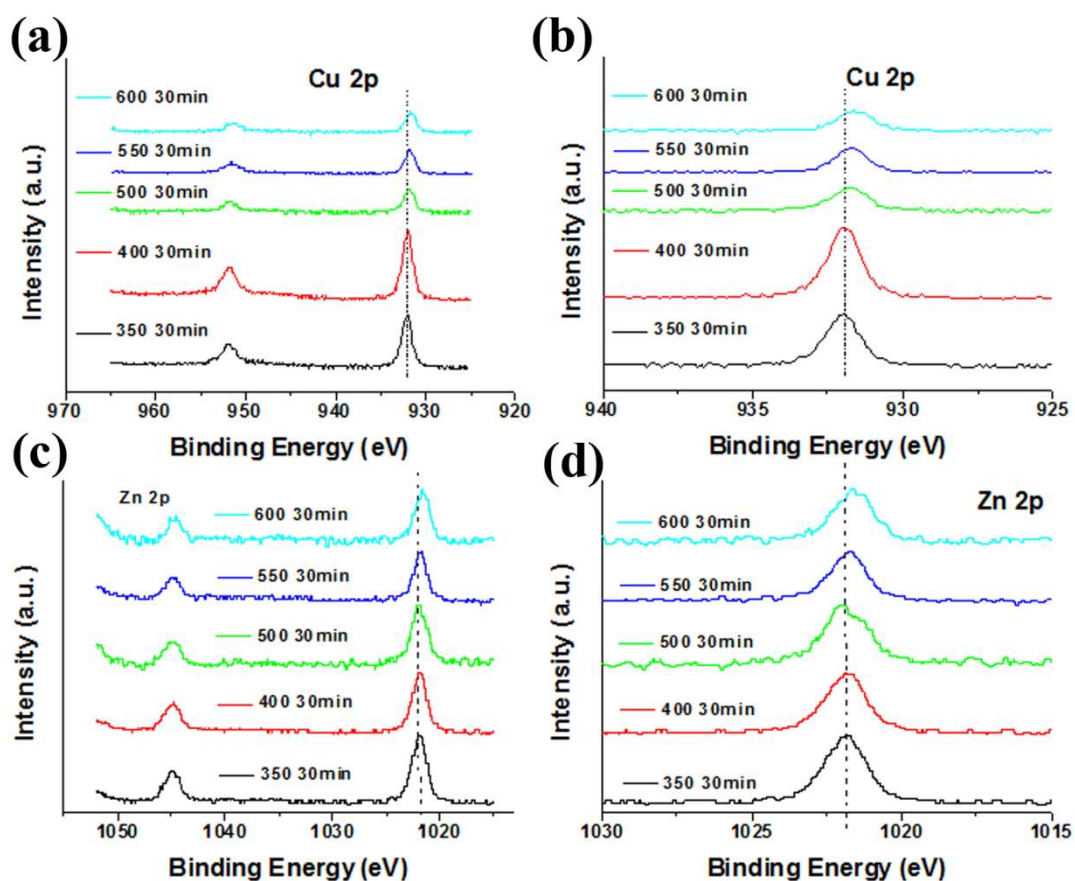 (a)
Cu 2p
600 30min
550 30min
500 30min
400 30min
350 30min
Intensity (a.u.)
970 960 950 940 930 920
Binding Energy (eV)
(b)
Cu 2p
600 30min
550 30min
500 30min
400 30min
350 30min
Intensity (a.u.)
940 935 930 925
Binding Energy (eV)
(c)
Zn 2p
600 30min
550 30min
500 30min
400 30min
350 30min
Intensity (a.u.)
1050 1040 1030 1020
Binding Energy (eV)
(d)
Zn 2p
600 30min
550 30min
500 30min
400 30min
350 30min
Intensity (a.u.)
1030 1025 1020 1015
Binding Energy (eV)